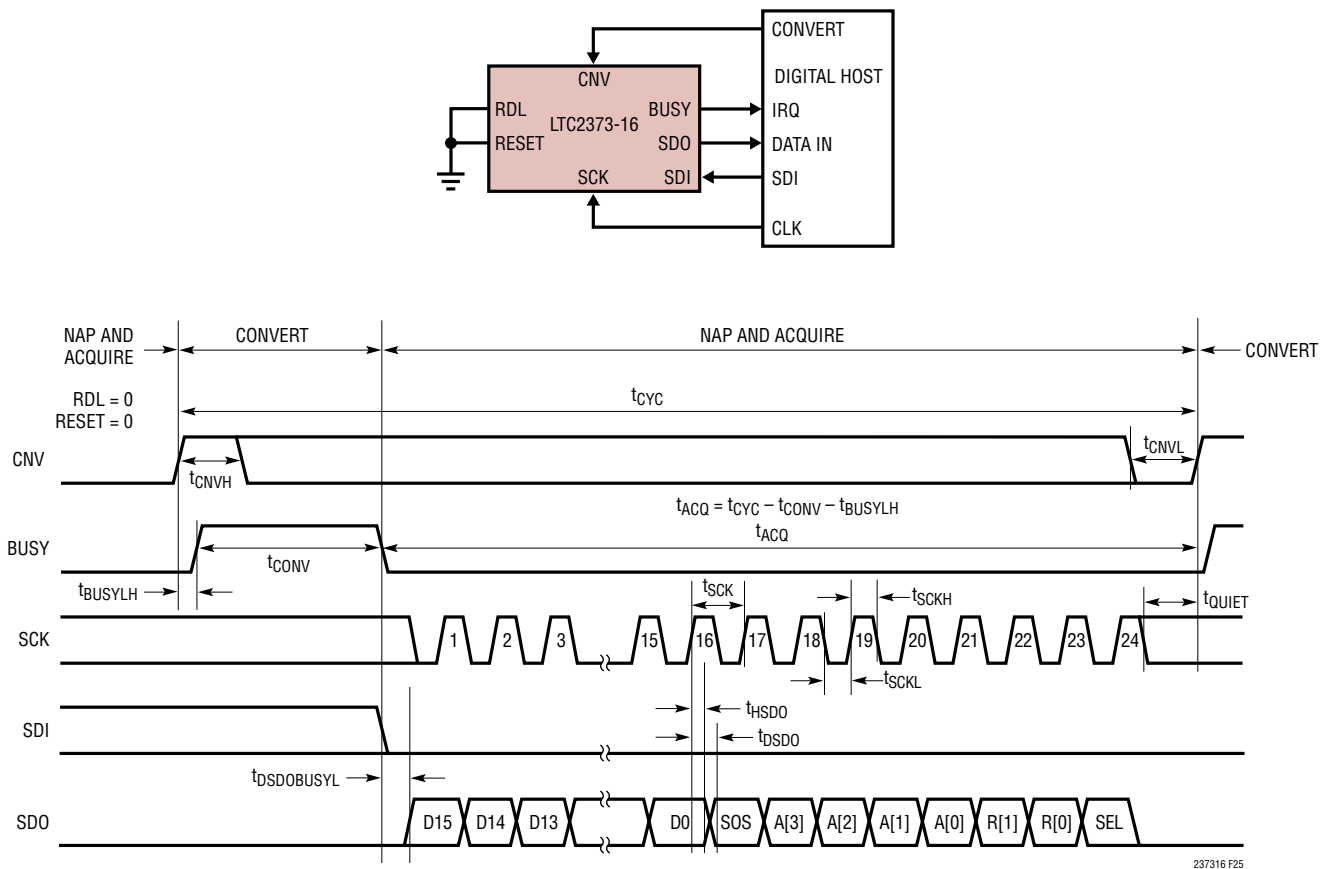 CONVERT
CNV
DIGITAL HOST
RDL
BUSY
IRQ
LTC2373-16
RESET
SDO
DATA IN
SCK
SDI
SDI
CLK
NAP AND
ACQUIRE
CONVERT
NAP AND ACQUIRE
CONVERT
RDL = 0
RESET = 0
tCYC
CNV
tCNVH
tCNVL
tACQ = tCYC – tCONV – tBUSYLH
BUSY
tCONV
tACQ
tBUSYLH
tSCK
tSCKH
tQUIET
SCK
1 2 3 15 16 17 18 19 20 21 22 23 24
tSCKL
tHSDO
SDI
tDSDO
tDSDOBUSYL
SDO
D15 D14 D13 D0 SOS A[3] A[2] A[1] A[0] R[1] R[0] SEL
237316 F25